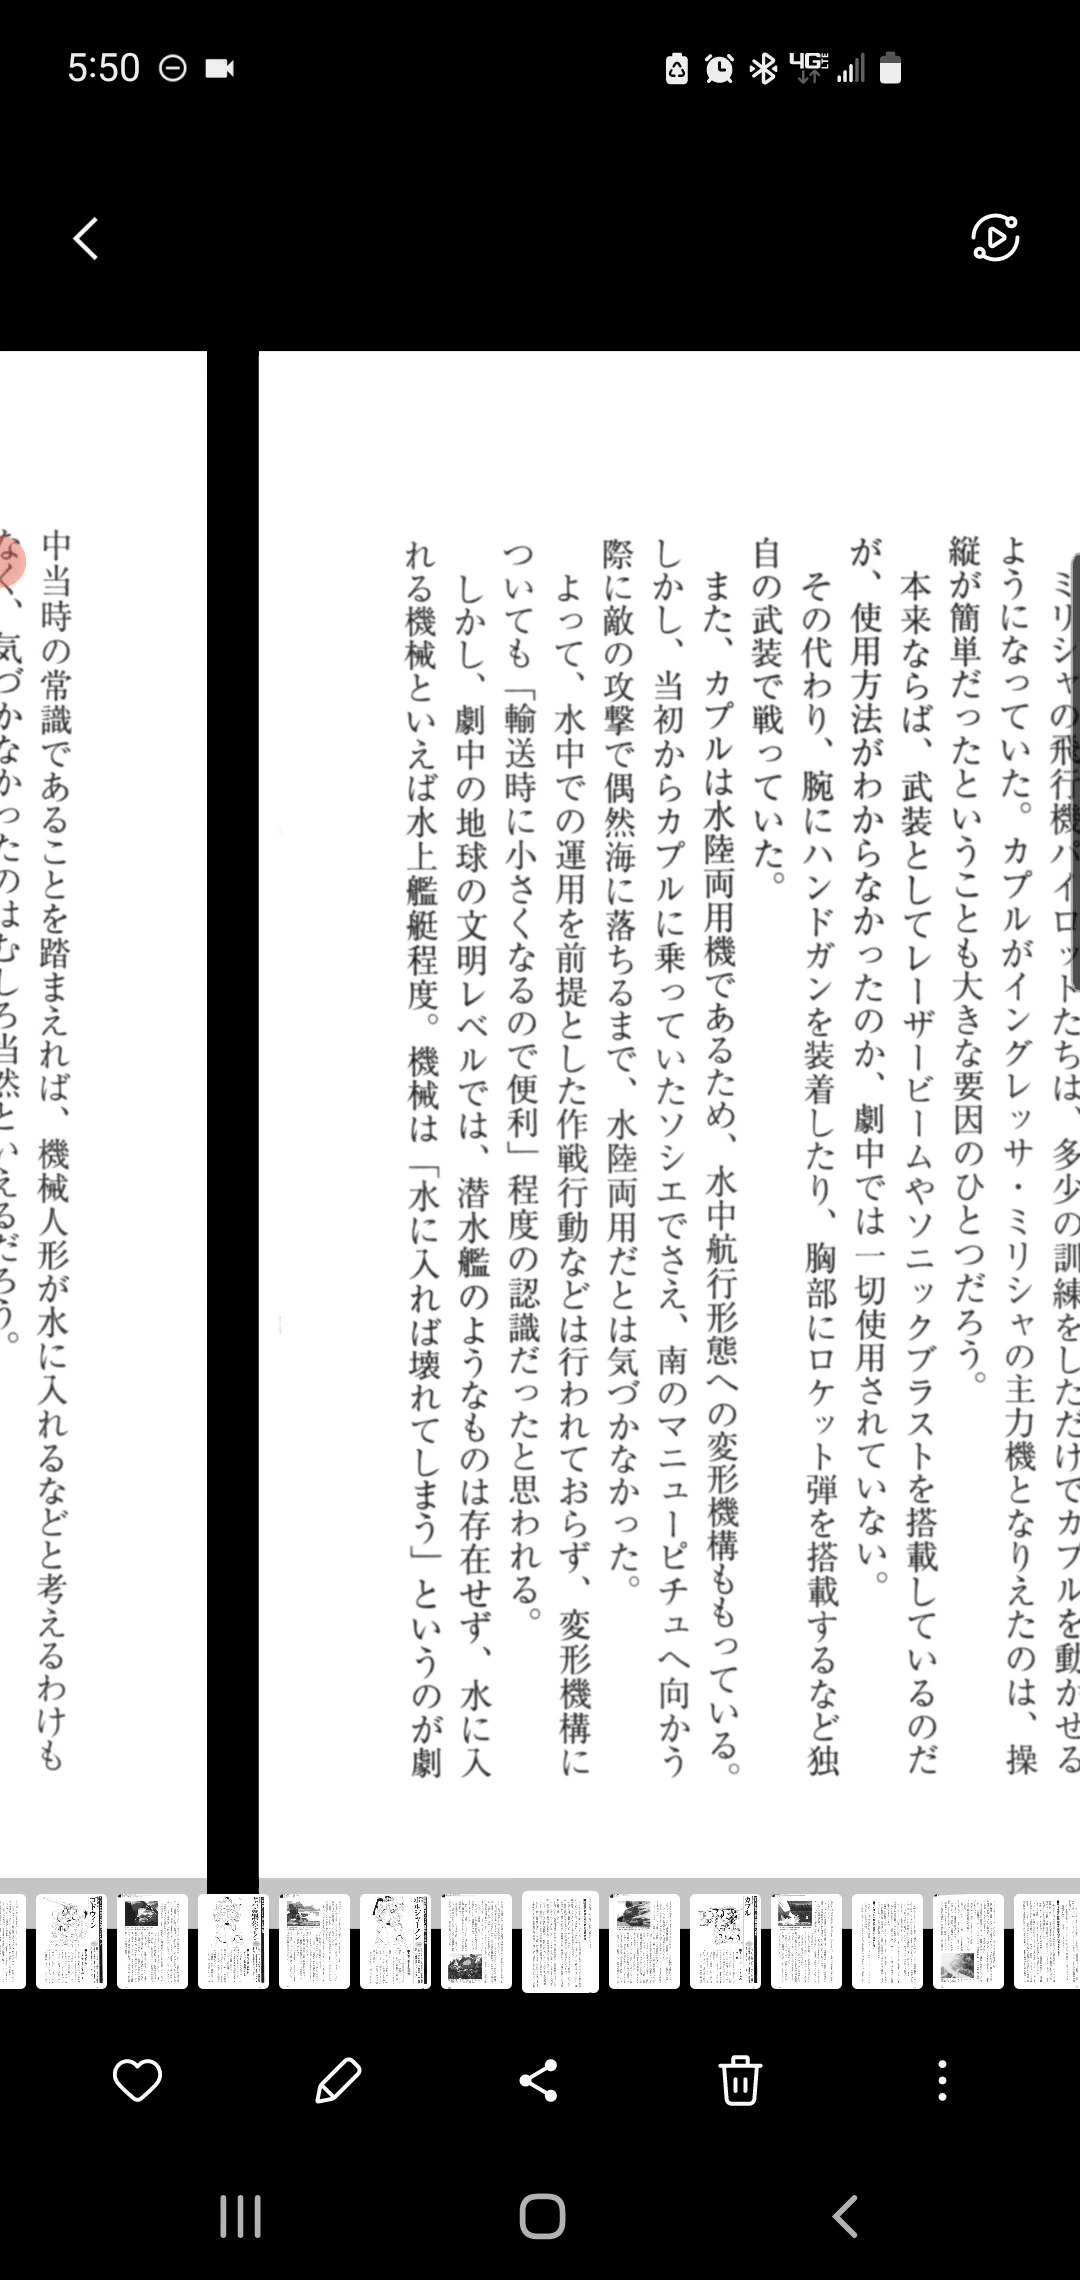 5:50
4G LTE
ミリシャの飛行機パイロットたちは、多少の訓練をしただけでカプルを動かせる
ようになっていた。カプルがイングレッサ・ミリシャの主力機となりえたのは、操
縦が簡単だったということも大きな要因のひとつだろう。
本来ならば、武装としてレーザービームやソニックブラストを搭載しているのだ
が、使用方法がわからなかったのか、劇中では一切使用されていない。
その代わり、腕にハンドガンを装着したり、胸部にロケット弾を搭載するなど独
自の武装で戦っていた。
また、カプルは水陸両用機であるため、水中航行形態への変形機構ももっている。
しかし、当初からカプルに乗っていたソシエでさえ、南のマニューピチュへ向かう
際に敵の攻撃で偶然海に落ちるまで、水陸両用だとは気づかなかった。
よって、水中での運用を前提とした作戦行動などは行われておらず、変形機構に
ついても「輸送時に小さくなるので便利」程度の認識だったと思われる。
しかし、劇中の地球の文明レベルでは、潜水艦のようなものは存在せず、水に入
れる機械といえば水上艦艇程度。機械は「水に入れば壊れてしまう」というのが劇
中当時の常識であることを踏まえれば、機械人形が水に入れるなどと考えるわけも
なく、気づかなかったのはむしろ当然といえるだろう。
ゴドウィン
ボルジャーノン
カプル